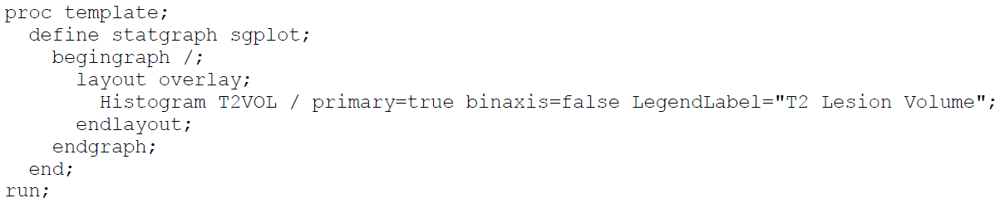 proc template;
  define statgraph sgplot;
    begingraph /;
      layout overlay;
        Histogram T2VOL / primary=true binaxis=false LegendLabel="T2 Lesion Volume";
      endlayout;
    endgraph;
  end;
run;